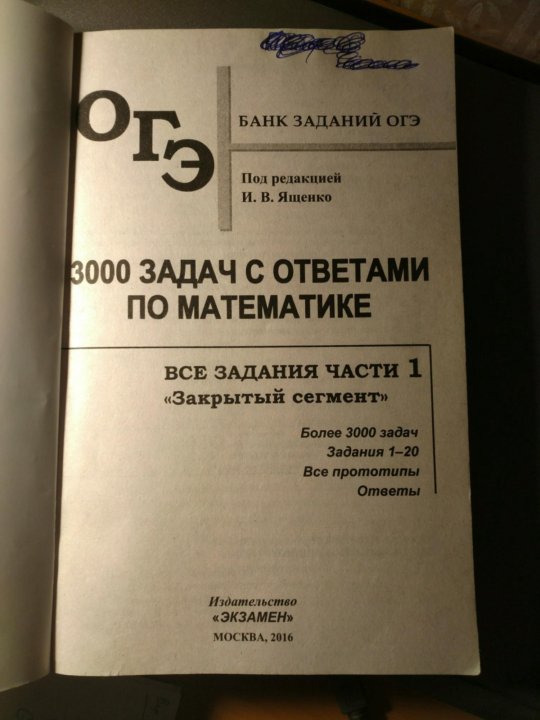 ОГЭ
БАНК ЗАДАНИЙ ОГЭ
Под редакцией
И. В. Ященко
3000 ЗАДАЧ С ОТВЕТАМИ
ПО МАТЕМАТИКЕ
ВСЕ ЗАДАНИЯ ЧАСТИ 1
«Закрытый сегмент»
Более 3000 задач
Задания 1–20
Все прототипы
Ответы
Издательство
«ЭКЗАМЕН»
МОСКВА, 2016